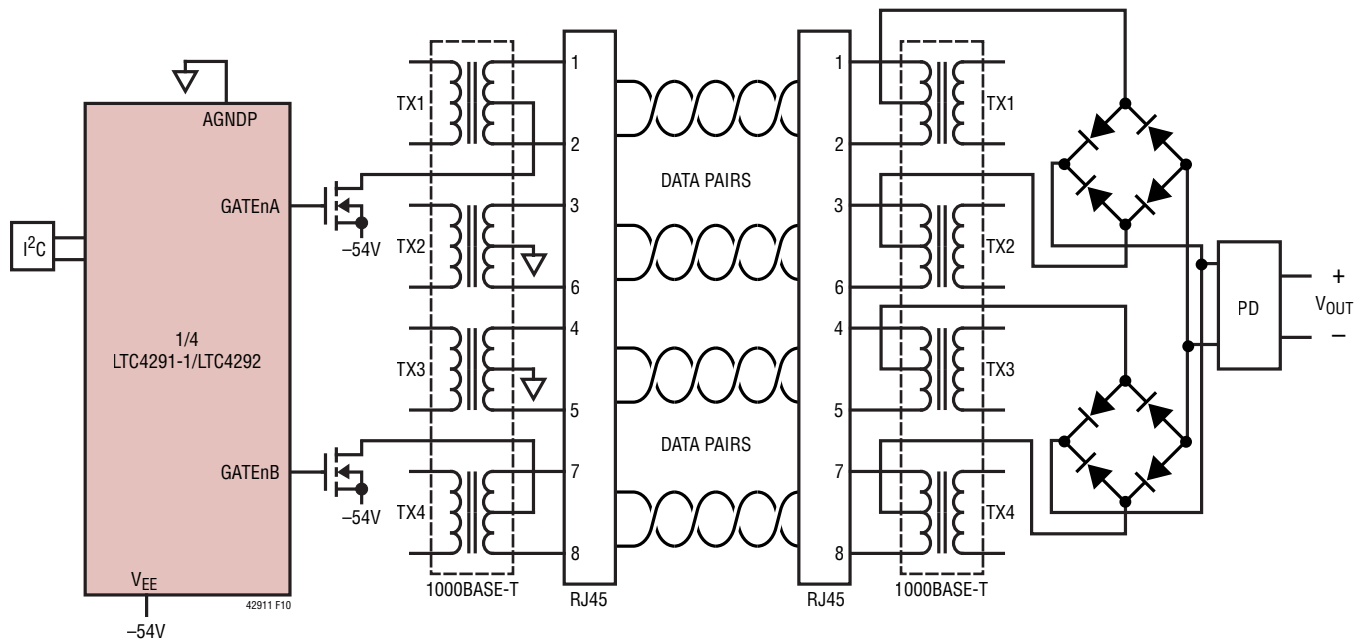 AGNDP
GATEnA
–54V
I²C
1/4
LTC4291-1/LTC4292
GATEnB
–54V
VEE
42911 F10
–54V
TX1
TX2
TX3
TX4
1000BASE-T
1
2
3
6
4
5
7
8
RJ45
DATA PAIRS
DATA PAIRS
1
2
3
6
4
5
7
8
RJ45
TX1
TX2
TX3
TX4
1000BASE-T
PD
+
VOUT
–